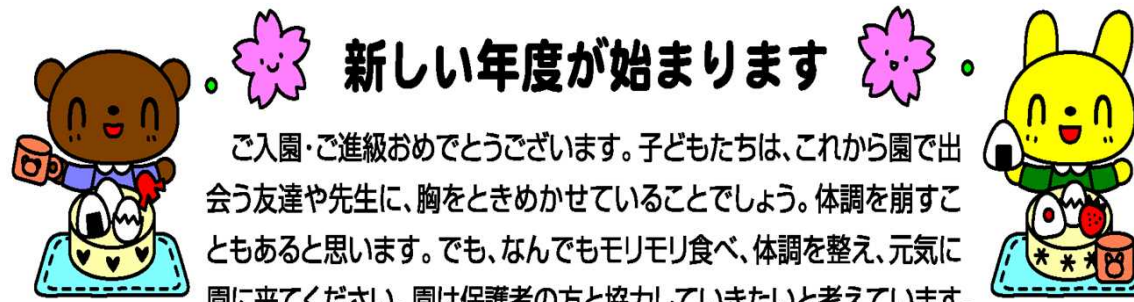 新しい年度が始まります
ご入園・ご進級おめでとうございます。子どもたちは、これから園で出
会う友達や先生に、胸をときめかせていることでしょう。体調を崩すこ
ともあると思います。でも、なんでもモリモリ食べ、体調を整え、元気に
園に来てください。園は保護者の方と協力していきたいと考えています